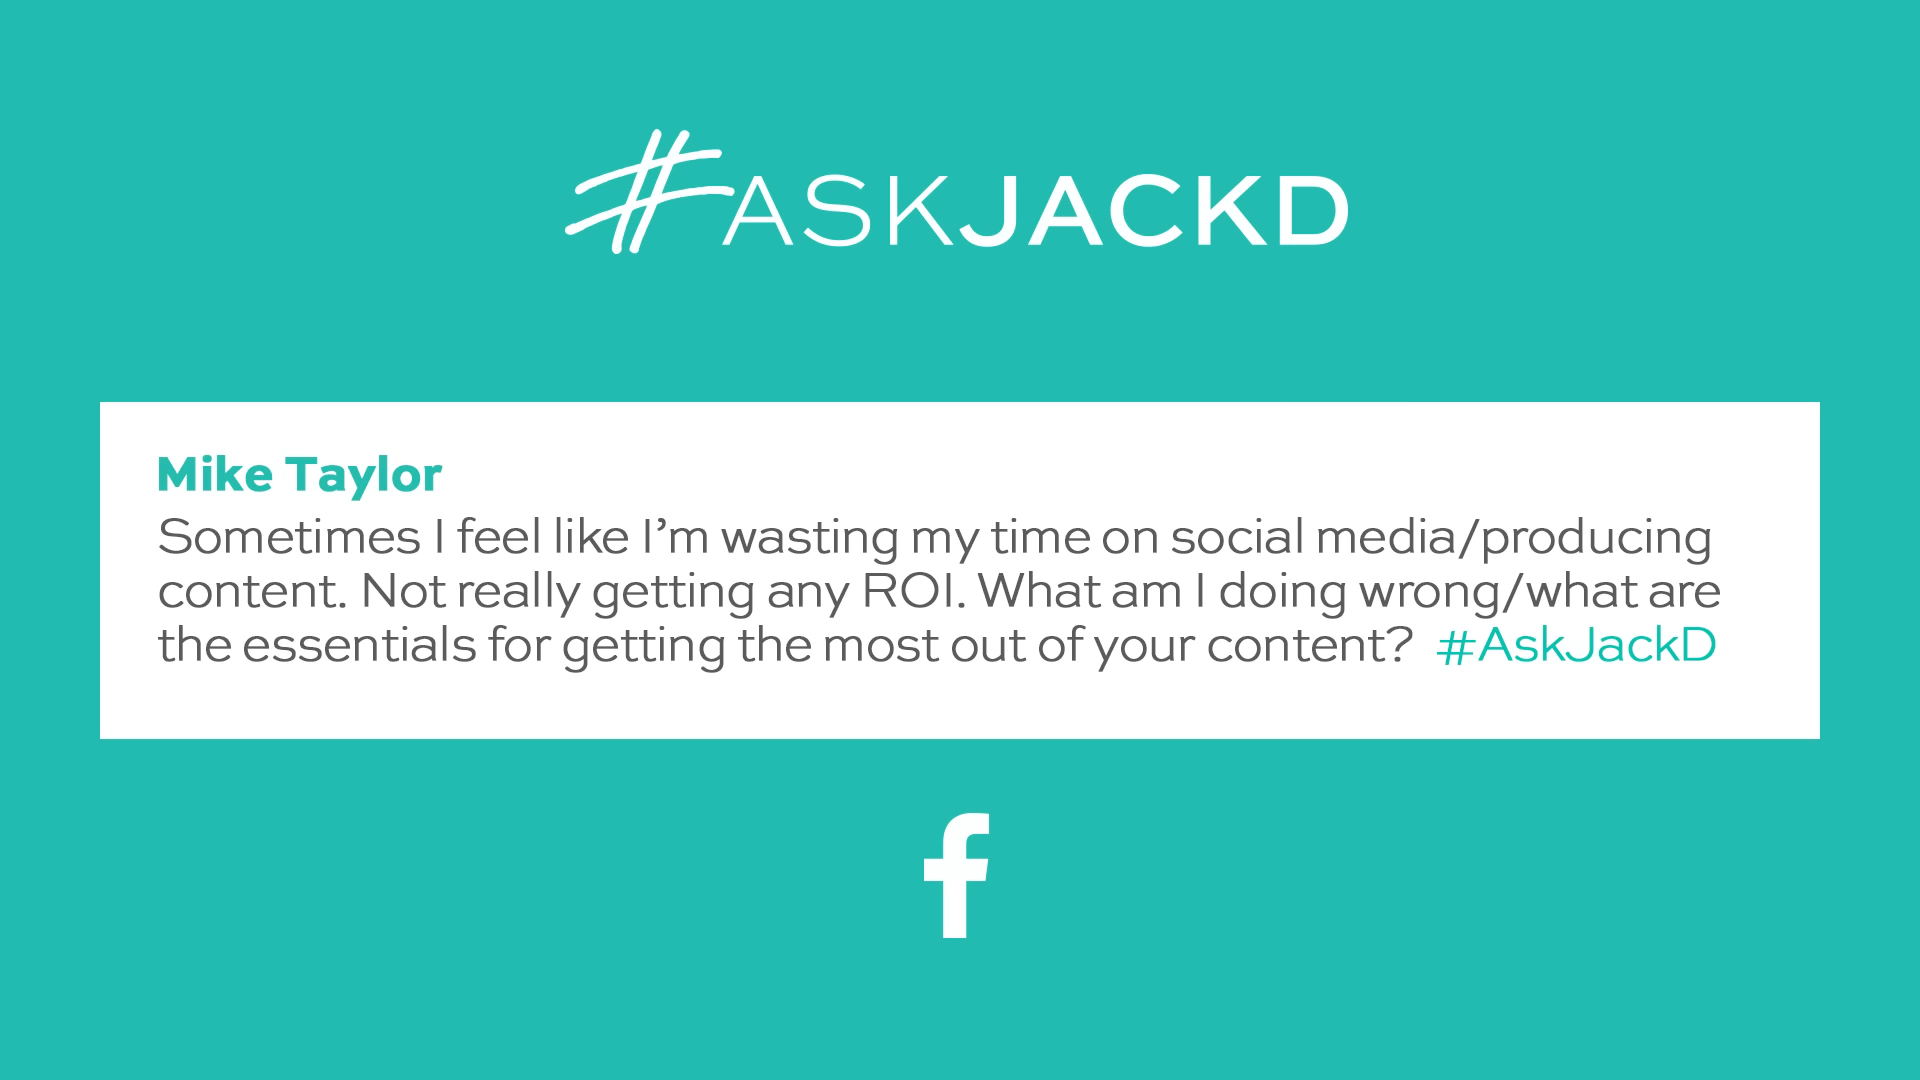 #ASKJACKD
Mike Taylor
Sometimes I feel like I’m wasting my time on social media/producing
content. Not really getting any ROI. What am I doing wrong/what are
the essentials for getting the most out of your content? #AskJackD
f